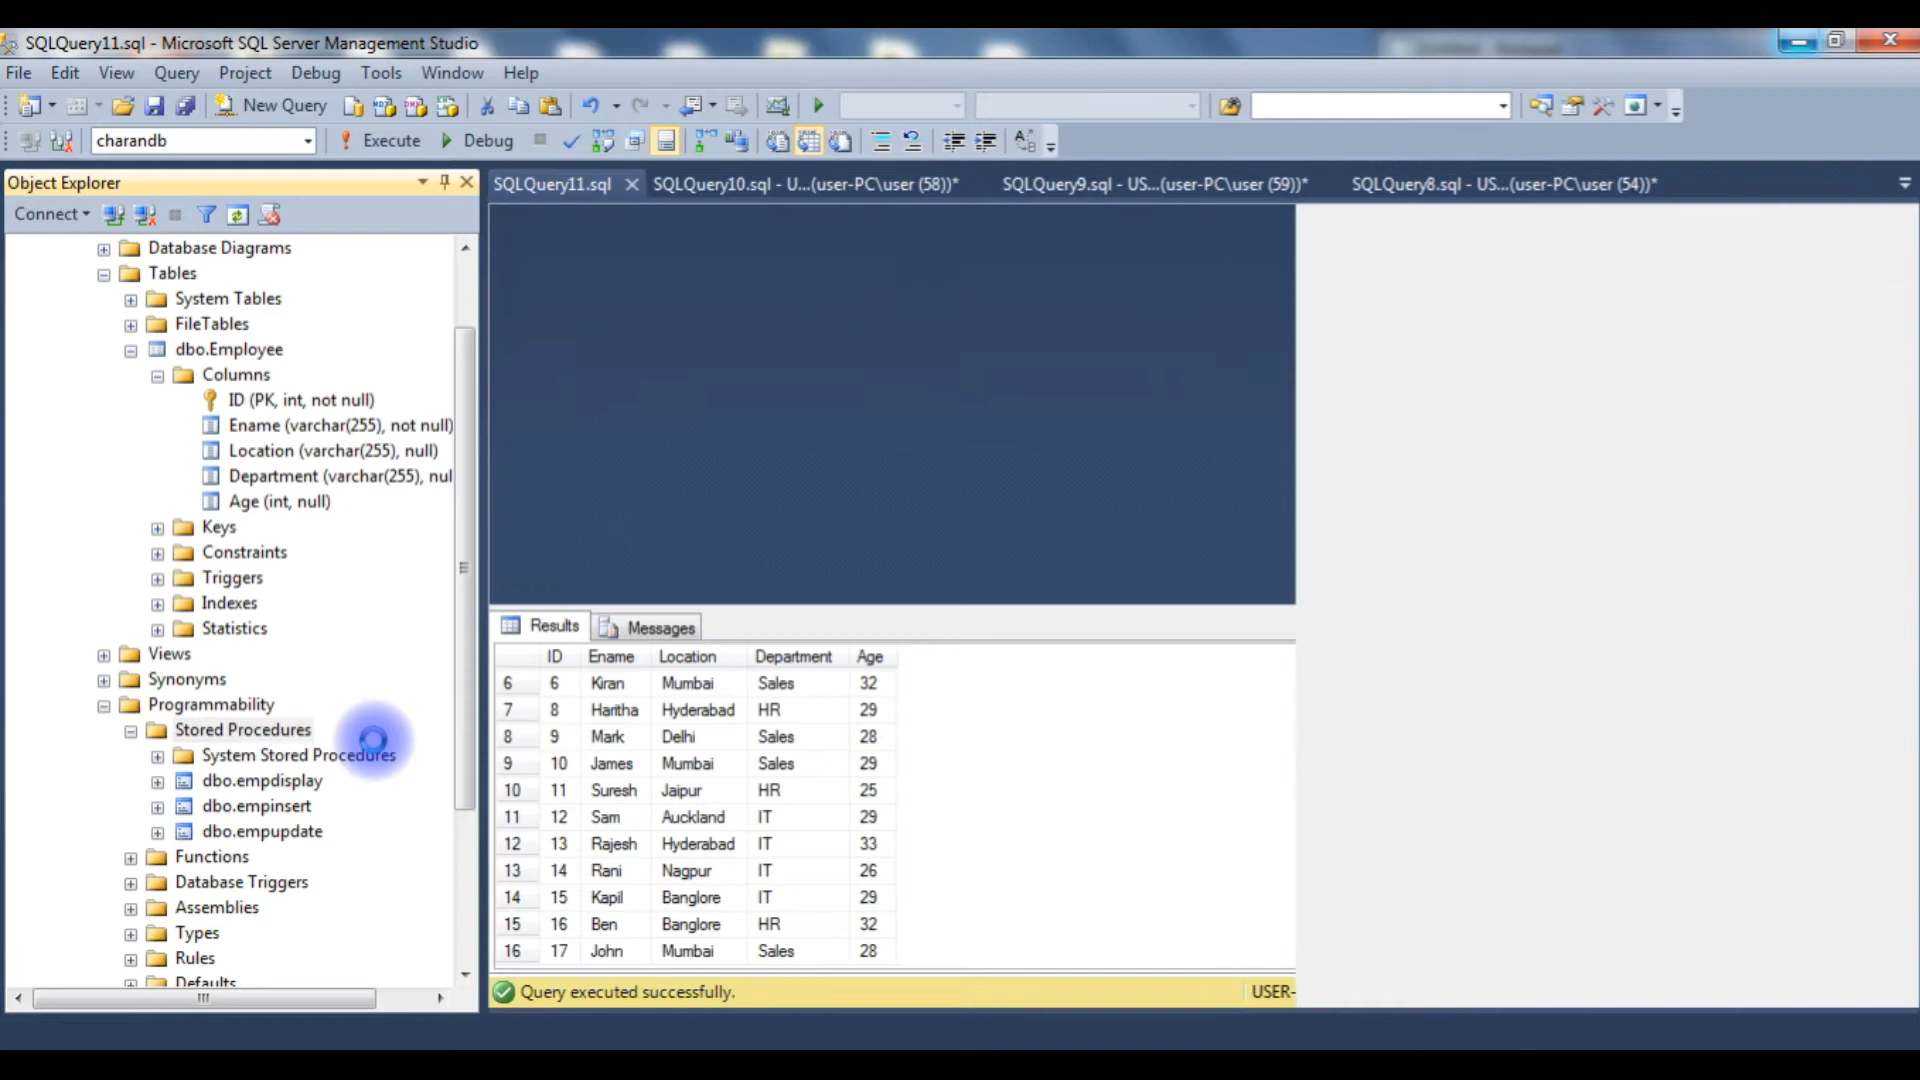 SQLQuery11.sql - Microsoft SQL Server Management Studio
File Edit View Query Project Debug Tools Window Help
New Query
charandb Execute Debug
Object Explorer
SQLQuery11.sql SQLQuery10.sql - U...(user-PC\user (58))* SQLQuery9.sql - US...(user-PC\user (59))* SQLQuery8.sql - US...(user-PC\user (54))*
Connect
Database Diagrams
Tables
System Tables
FileTables
dbo.Employee
Columns
ID (PK, int, not null)
Ename (varchar(255), not null)
Location (varchar(255), null)
Department (varchar(255), nul
Age (int, null)
Keys
Constraints
Triggers
Indexes
Statistics
Views
Synonyms
Programmability
Stored Procedures
System Stored Procedures
dbo.empdisplay
dbo.empinsert
dbo.empupdate
Functions
Database Triggers
Assemblies
Types
Rules
Defaults
Results Messages
ID Ename Location Department Age
6 6 Kiran Mumbai Sales 32
7 8 Haritha Hyderabad HR 29
8 9 Mark Delhi Sales 28
9 10 James Mumbai Sales 29
10 11 Suresh Jaipur HR 25
11 12 Sam Auckland IT 29
12 13 Rajesh Hyderabad IT 33
13 14 Rani Nagpur IT 26
14 15 Kapil Banglore IT 29
15 16 Ben Banglore HR 32
16 17 John Mumbai Sales 28
Query executed successfully. USER-